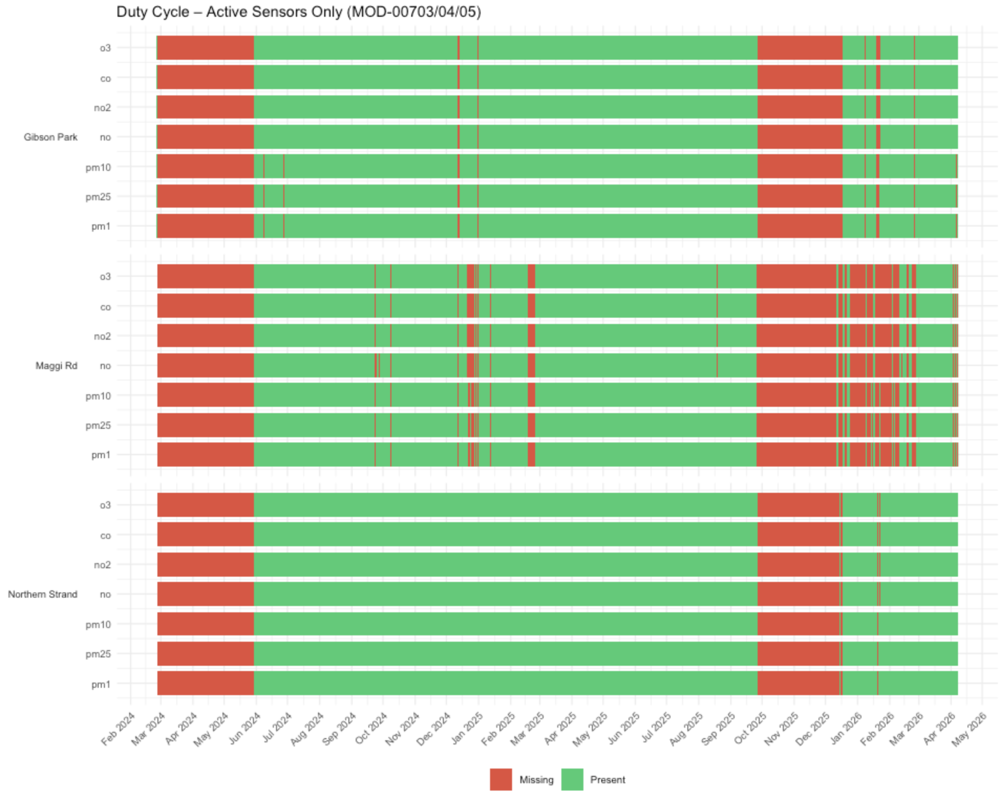 Duty Cycle – Active Sensors Only (MOD-00703/04/05)
o3
co
no2
Gibson Park no
pm10
pm25
pm1
o3
co
no2
Maggi Rd no
pm10
pm25
pm1
o3
co
no2
Northern Strand no
pm10
pm25
pm1
Feb 2024 Mar 2024 Apr 2024 May 2024 Jun 2024 Jul 2024 Aug 2024 Sep 2024 Oct 2024 Nov 2024 Dec 2024 Jan 2025 Feb 2025 Mar 2025 Apr 2025 May 2025 Jun 2025 Jul 2025 Aug 2025 Sep 2025 Oct 2025 Nov 2025 Dec 2025 Jan 2026 Feb 2026 Mar 2026 Apr 2026 May 2026
Missing Present